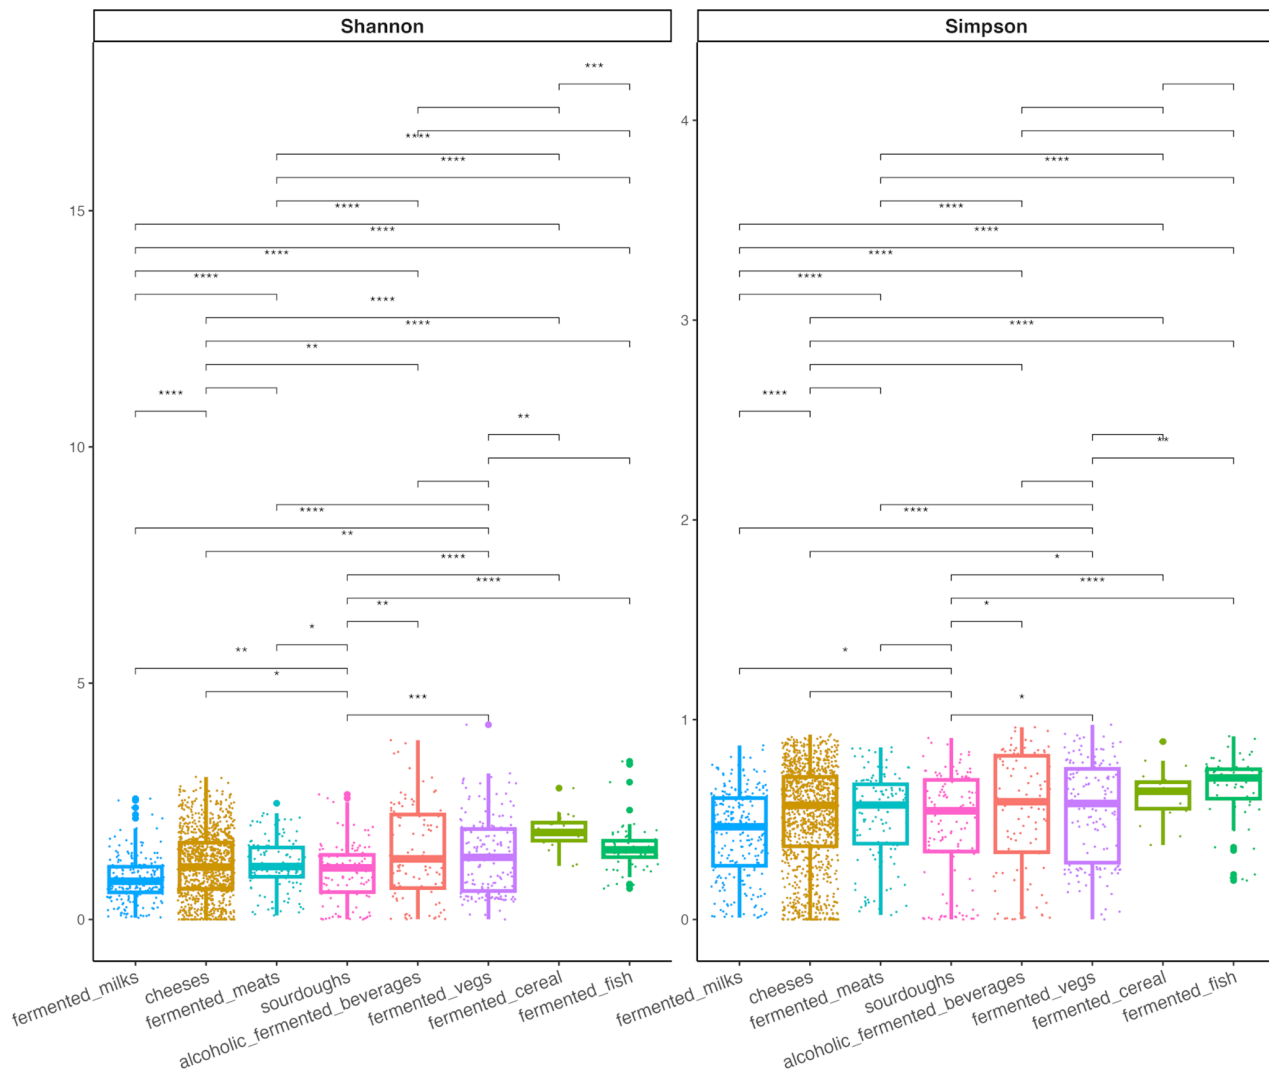 Shannon
Simpson
***
****
****
****
****
****
****
****
****
**
****
**
****
**
****
****
**
*
**
*
***
15
10
5
0
fermented_milks
cheeses
fermented_meats
sourdoughs
alcoholic_fermented_beverages
fermented_vegs
fermented_cereal
fermented_fish
****
****
****
****
****
****
****
**
****
*
****
*
*
*
4
3
2
1
0
fermented_milks
cheeses
fermented_meats
sourdoughs
alcoholic_fermented_beverages
fermented_vegs
fermented_cereal
fermented_fish